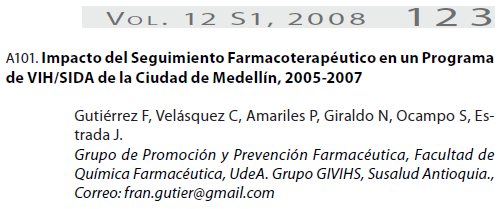 VOL. 12 S1, 2008 123
A101. Impacto del Seguimiento Farmacoterapéutico en un Programa
de VIH/SIDA de la Ciudad de Medellín, 2005-2007
Gutiérrez F, Velásquez C, Amariles P, Giraldo N, Ocampo S, Es-
trada J.
Grupo de Promoción y Prevención Farmacéutica, Facultad de
Química Farmacéutica, UdeA. Grupo GIVIHS, Susalud Antioquia.,
Correo: fran.gutier@gmail.com